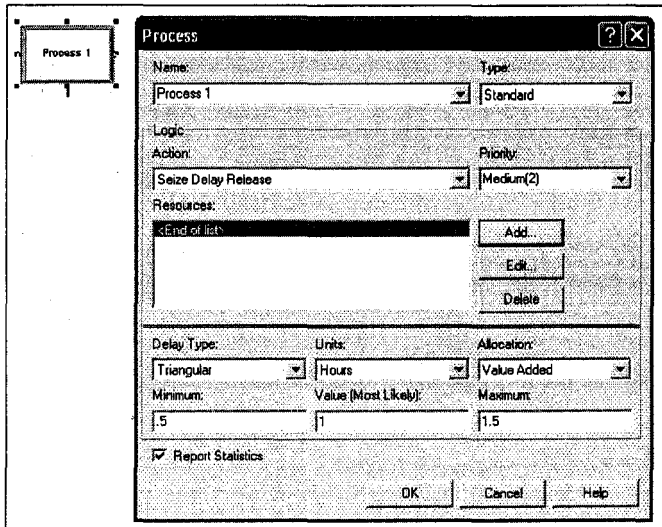 Process 1
Process
Name:
Type:
Process 1
Standard
Logic
Action:
Priority:
Seize Delay Release
Medium(2)
Resources:
<End of list>
Add...
Edit...
Delete
Delay Type:
Units:
Allocation:
Triangular
Hours
Value Added
Minimum:
Value (Most Likely):
Maximum:
.5
1
1.5
Report Statistics
OK
Cancel
Help